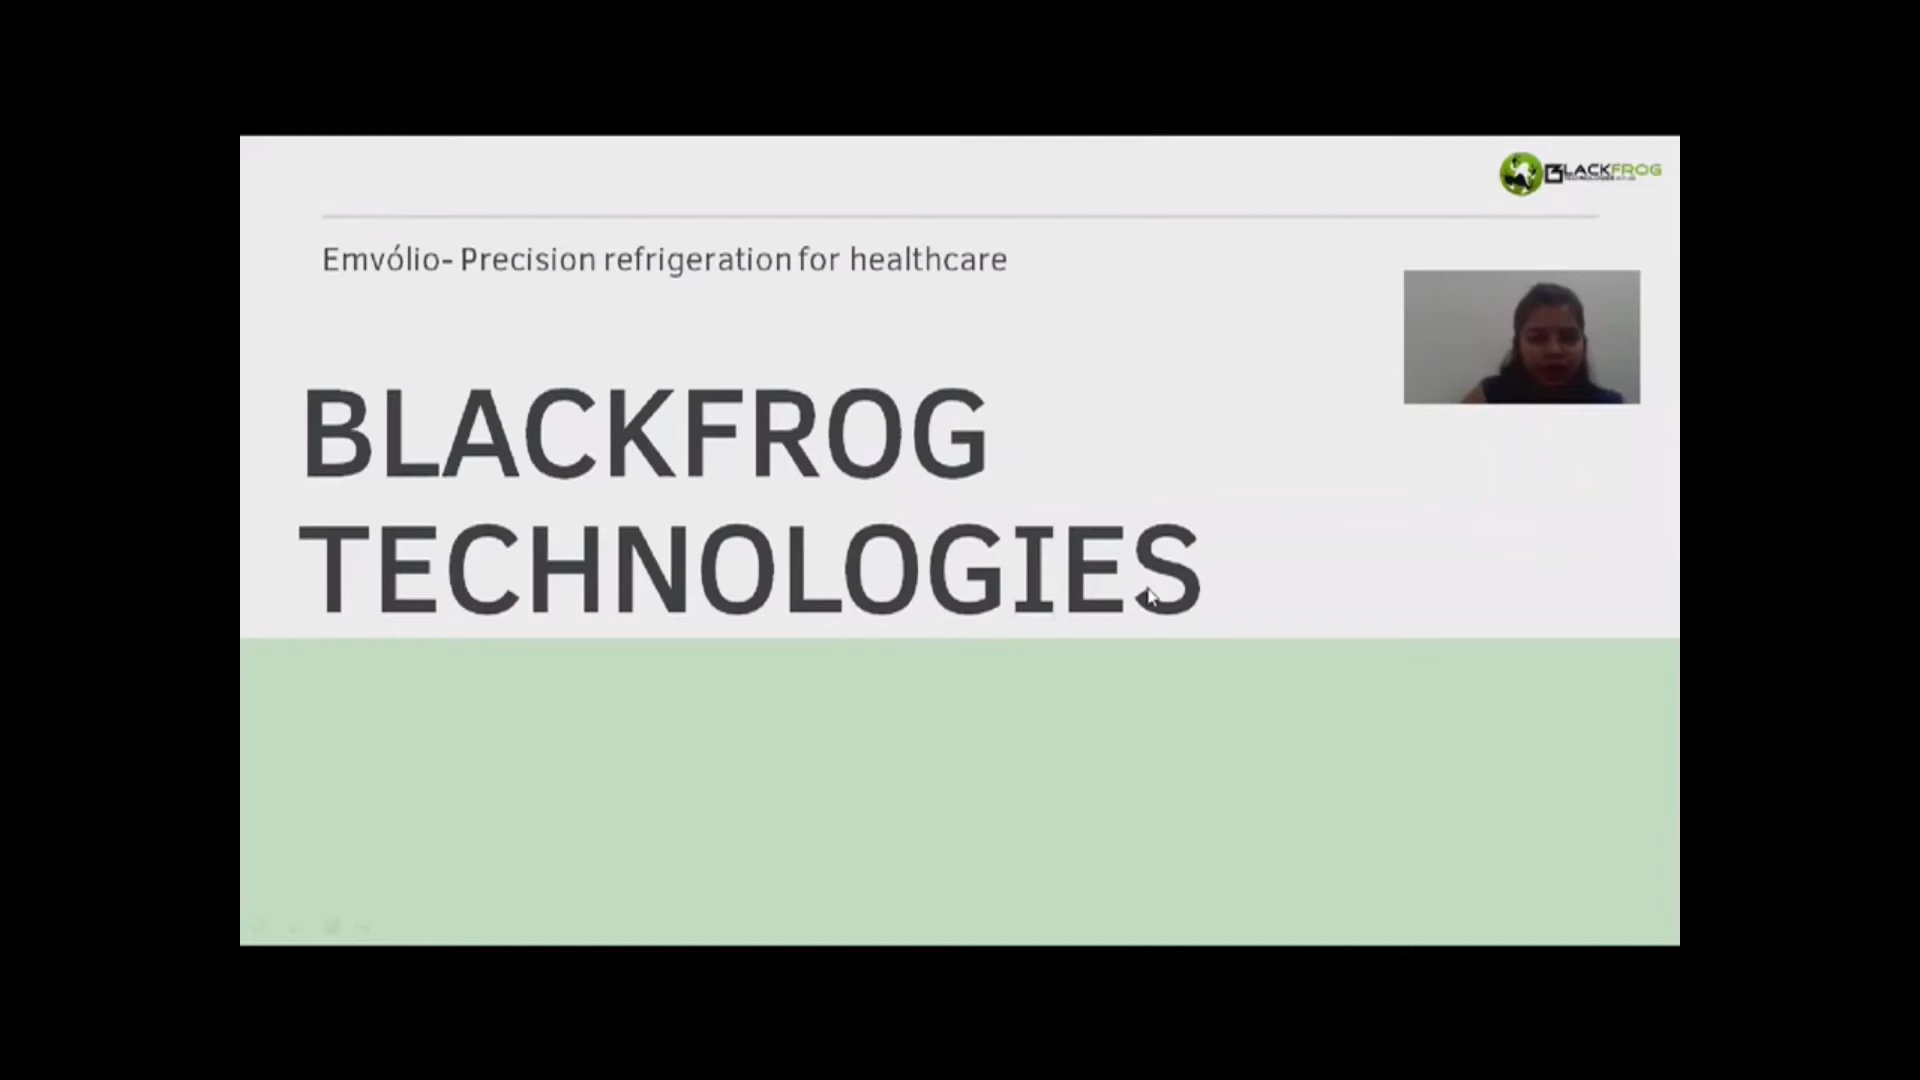 BLACKFROG
Emvólio- Precision refrigeration for healthcare
BLACKFROG
TECHNOLOGIES